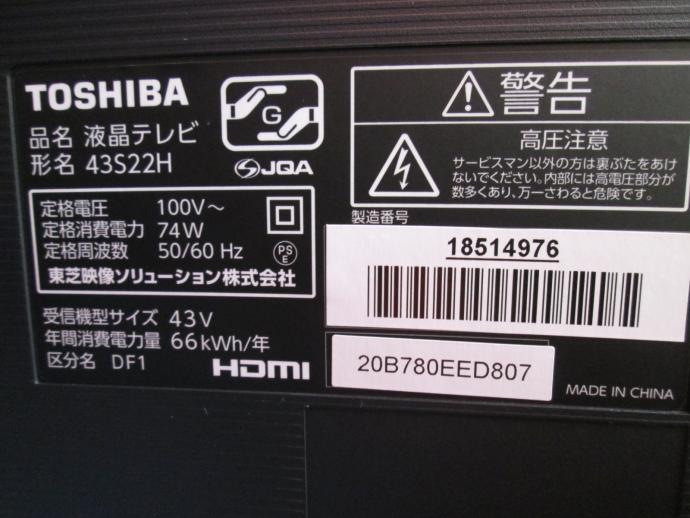 TOSHIBA
品名 液晶テレビ
形名 43S22H
G
JQA
定格電圧 100V～
定格消費電力 74W
定格周波数 50/60 Hz
PS
E
東芝映像ソリューション株式会社
受信機型サイズ 43V
年間消費電力量 66kWh/年
区分名 DF1
HDMI
警告
高圧注意
サービスマン以外の方は裏ぶたをあけ
ないでください。内部には高電圧部分が
数多くあり、万一さわると危険です。
製造番号
18514976
20B780EED807
MADE IN CHINA